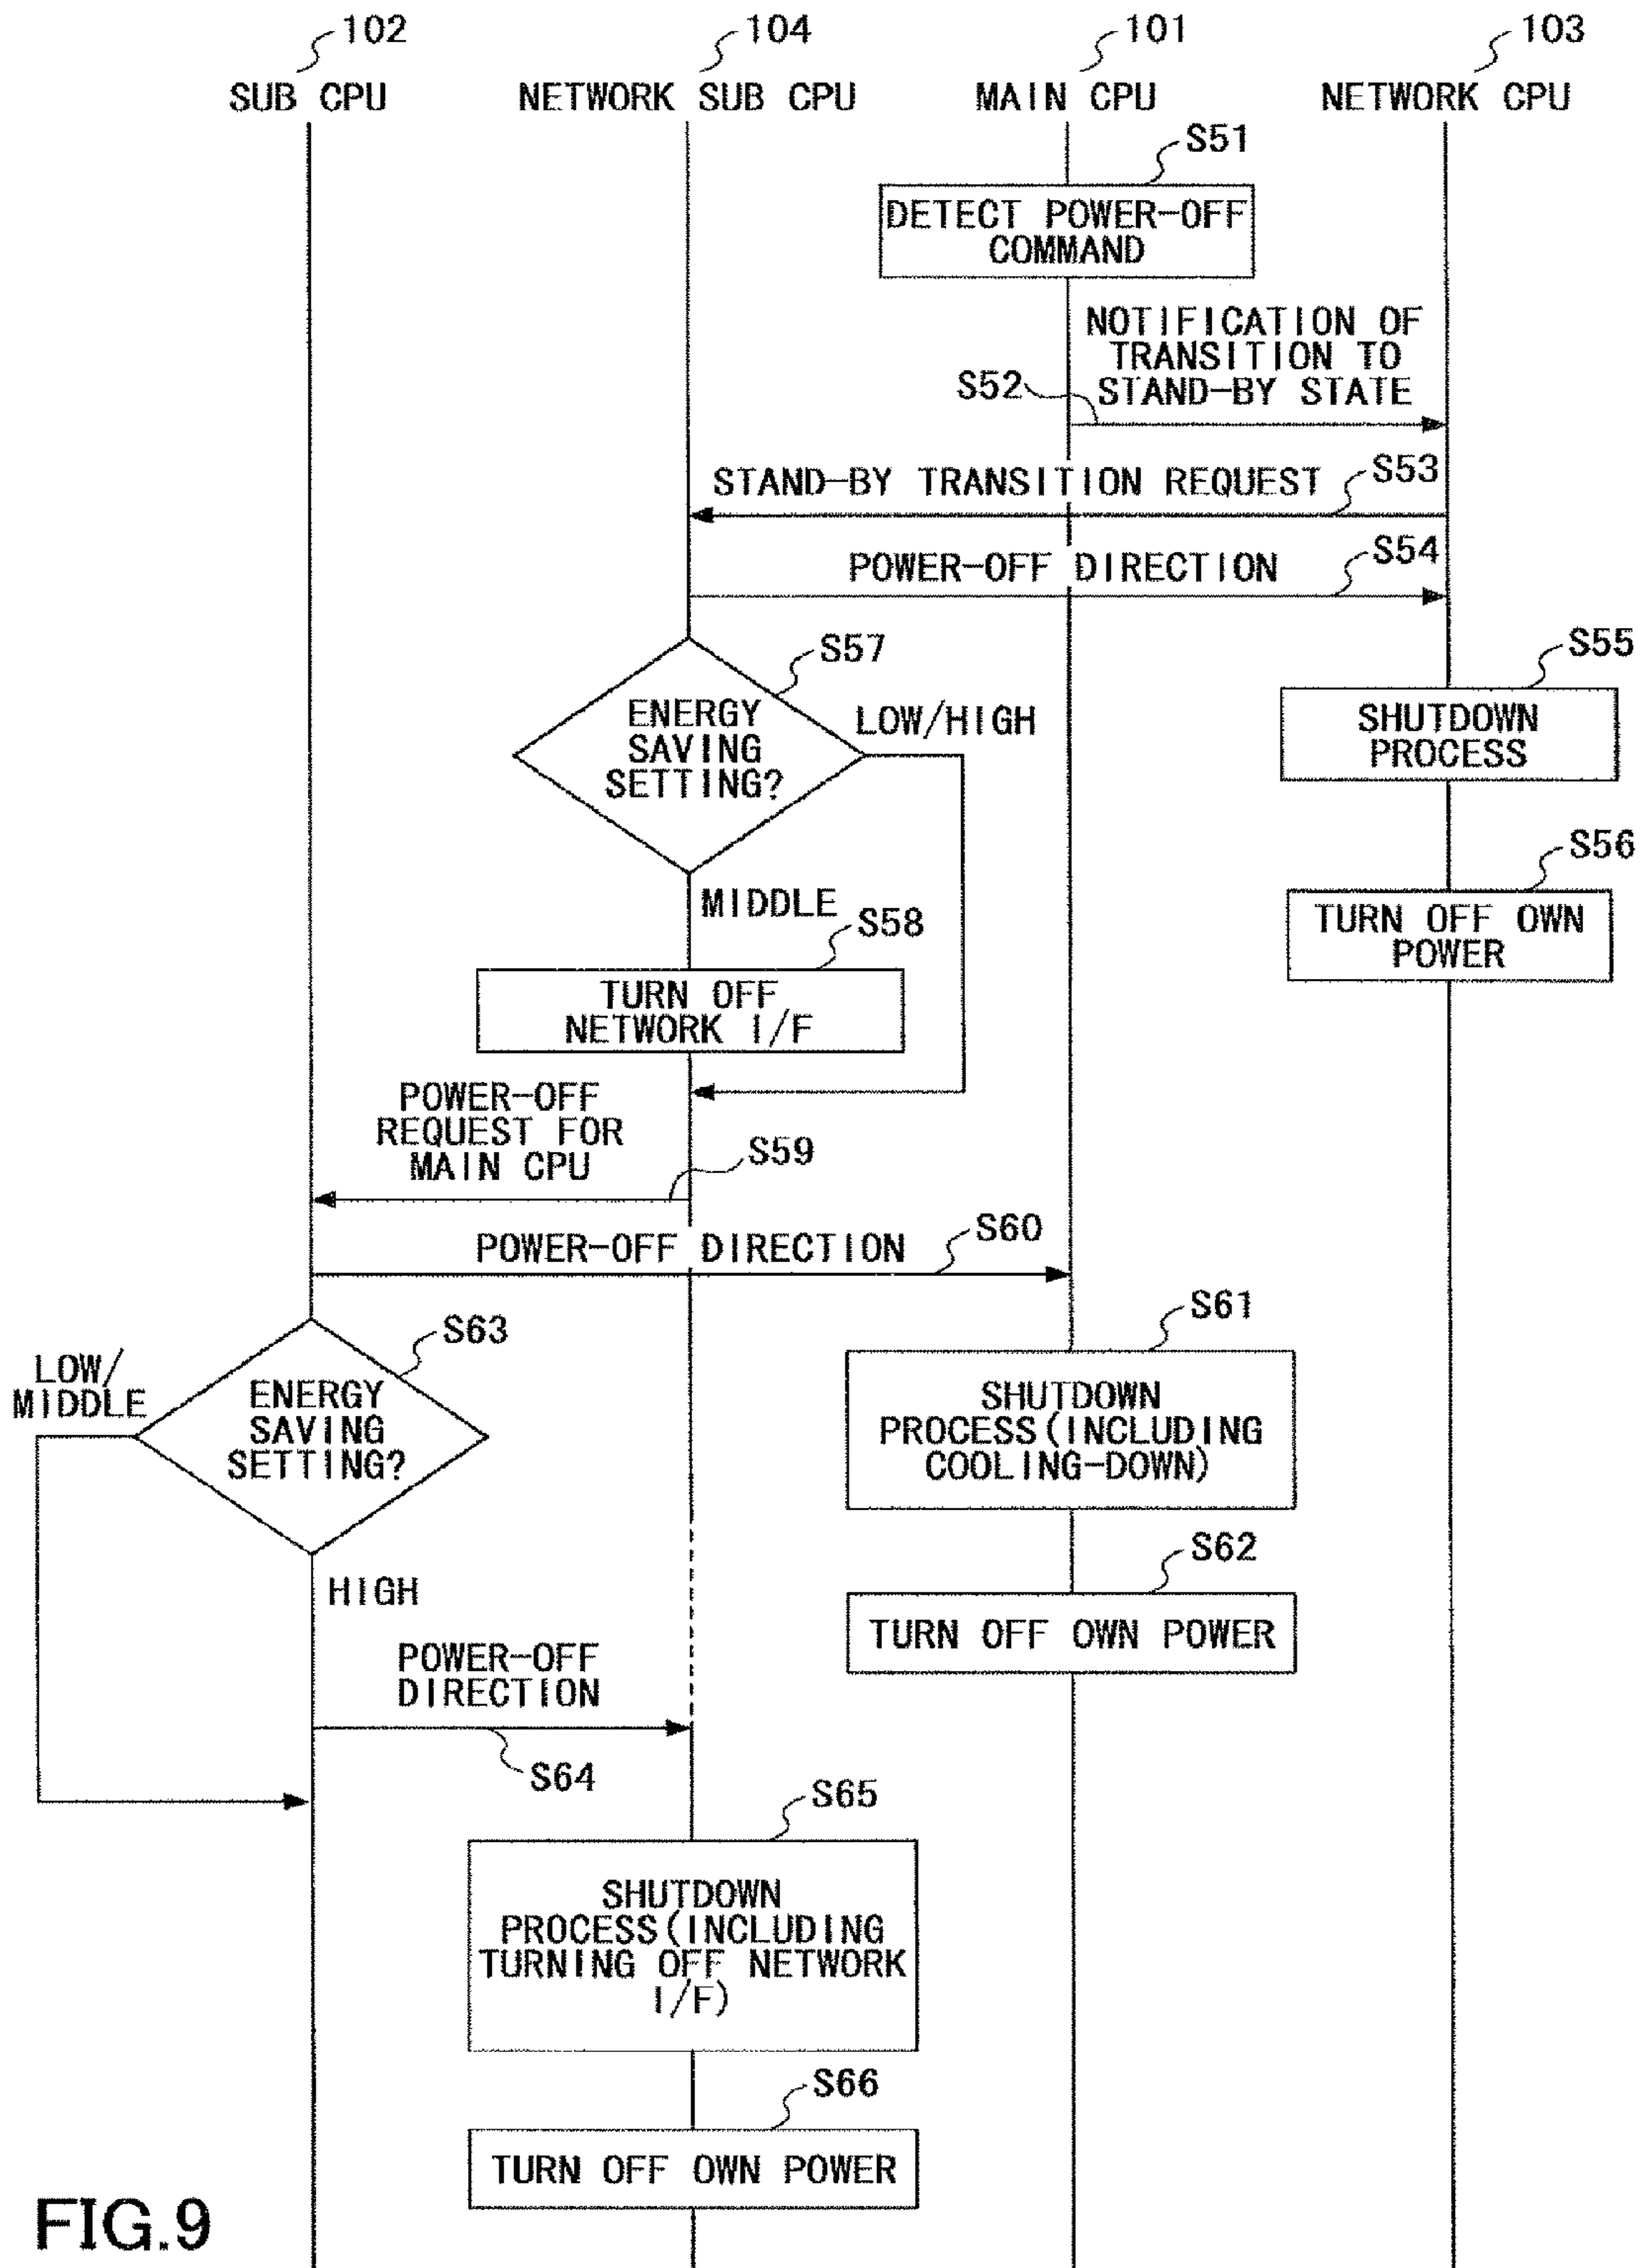 102
104
101
103
SUB CPU
NETWORK SUB CPU
MAIN CPU
NETWORK CPU
S51
DETECT POWER-OFF
COMMAND
NOTIFICATION OF
TRANSITION TO
STAND-BY STATE
S52
STAND-BY TRANSITION REQUEST
S53
POWER-OFF DIRECTION
S54
S57
ENERGY
SAVING
SETTING?
LOW/HIGH
S55
SHUTDOWN
PROCESS
MIDDLE
S58
TURN OFF
NETWORK I/F
S56
TURN OFF OWN
POWER
POWER-OFF
REQUEST FOR
MAIN CPU
S59
POWER-OFF DIRECTION
S60
S63
LOW/
MIDDLE
ENERGY
SAVING
SETTING?
S61
SHUTDOWN
PROCESS(INCLUDING
COOLING-DOWN)
HIGH
S62
TURN OFF OWN POWER
POWER-OFF
DIRECTION
S64
S65
SHUTDOWN
PROCESS(INCLUDING
TURNING OFF NETWORK
I/F)
S66
TURN OFF OWN POWER
FIG.9